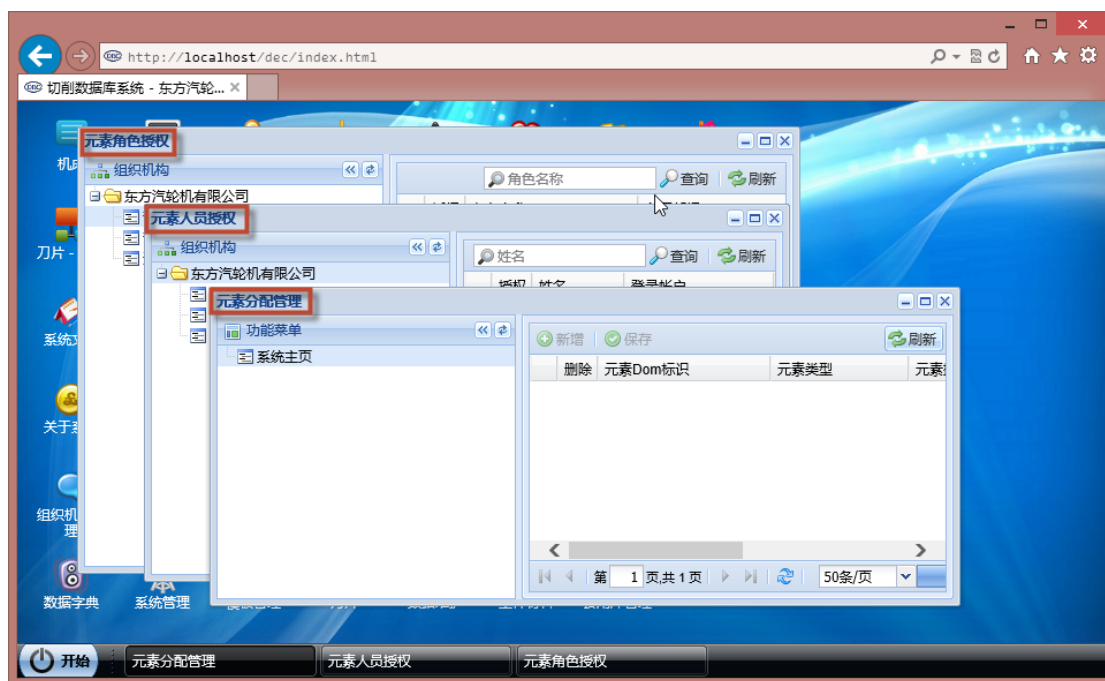 http://localhost/dec/index.html
切削数据库系统 - 东方汽轮...
元素角色授权
组织机构
角色名称
查询
刷新
东方汽轮机有限公司
元素人员授权
组织机构
姓名
查询
刷新
东方汽轮机有限公司
授权 姓名 登录帐户
元素分配管理
功能菜单
系统主页
新增
保存
刷新
删除 元素Dom标识 元素类型 元素
第 1 页,共 1 页
50条/页
刀片 -
关于
组织机
理
数据字典
系统管理
开始
元素分配管理
元素人员授权
元素角色授权